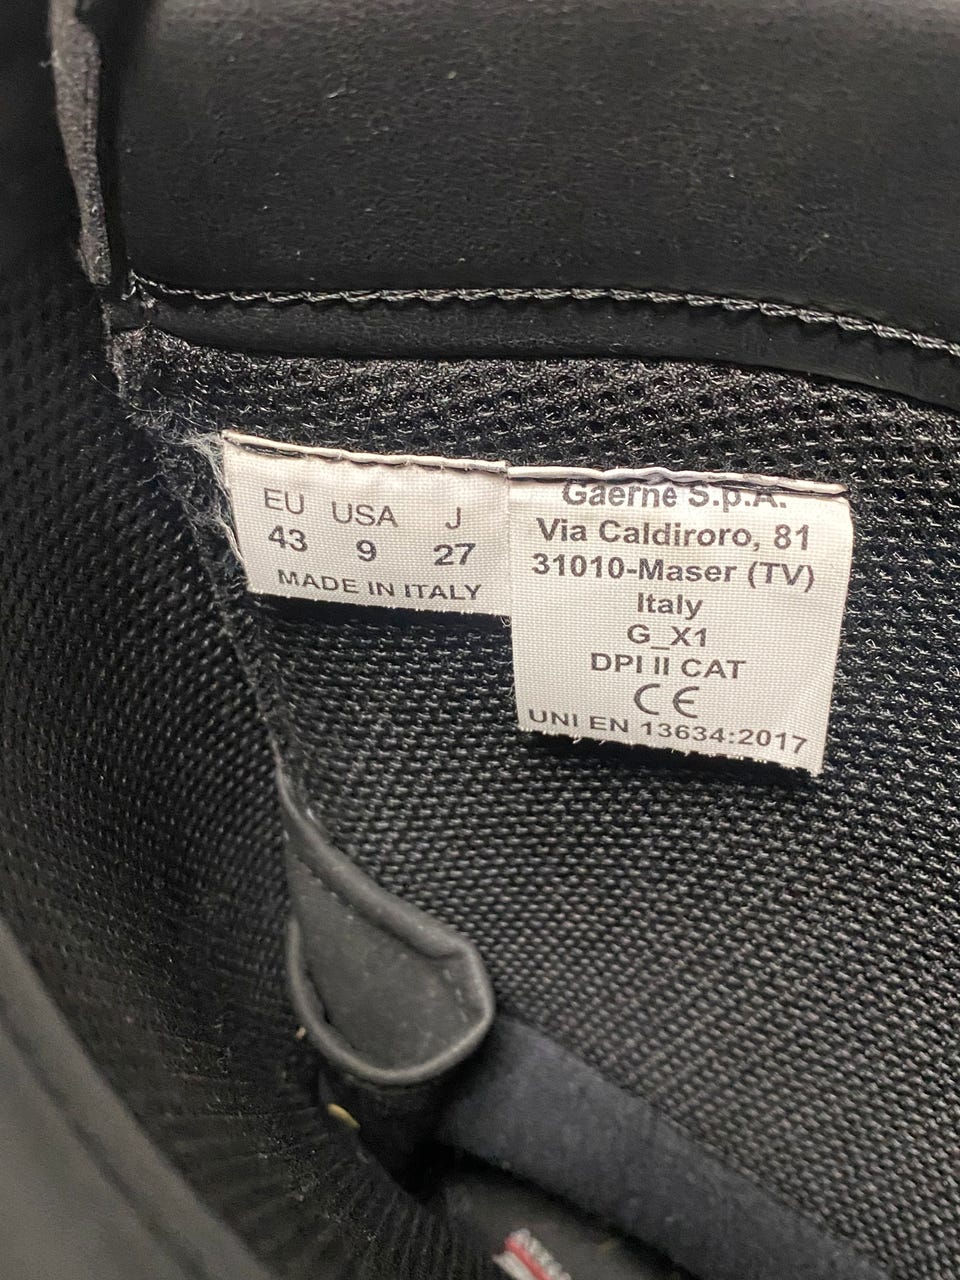 EU USA J
43 9 27
MADE IN ITALY
Gaerne S.p.A.
Via Caldiroro, 81
31010-Maser (TV)
Italy
G_X1
DPI II CAT
CE
UNI EN 13634:2017